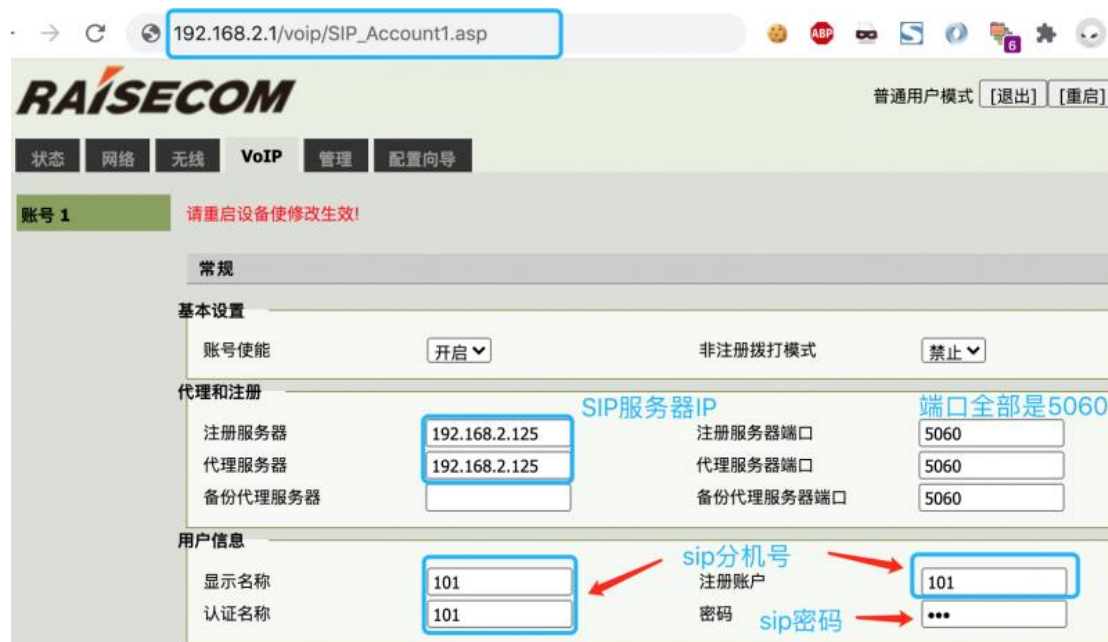 192.168.2.1/voip/SIP_Account1.asp
ABP
S
6
RAISECOM
普通用户模式 [退出] [重启]
状态 网络 无线 VoIP 管理 配置向导
账号 1
请重启设备使修改生效!
常规
基本设置
账号使能 开启 非注册拨打模式 禁止
代理和注册
SIP服务器IP 端口全部是5060
注册服务器 192.168.2.125 注册服务器端口 5060
代理服务器 192.168.2.125 代理服务器端口 5060
备份代理服务器 备份代理服务器端口 5060
用户信息
sip分机号
显示名称 101 注册账户 101
认证名称 101 密码 sip密码 •••